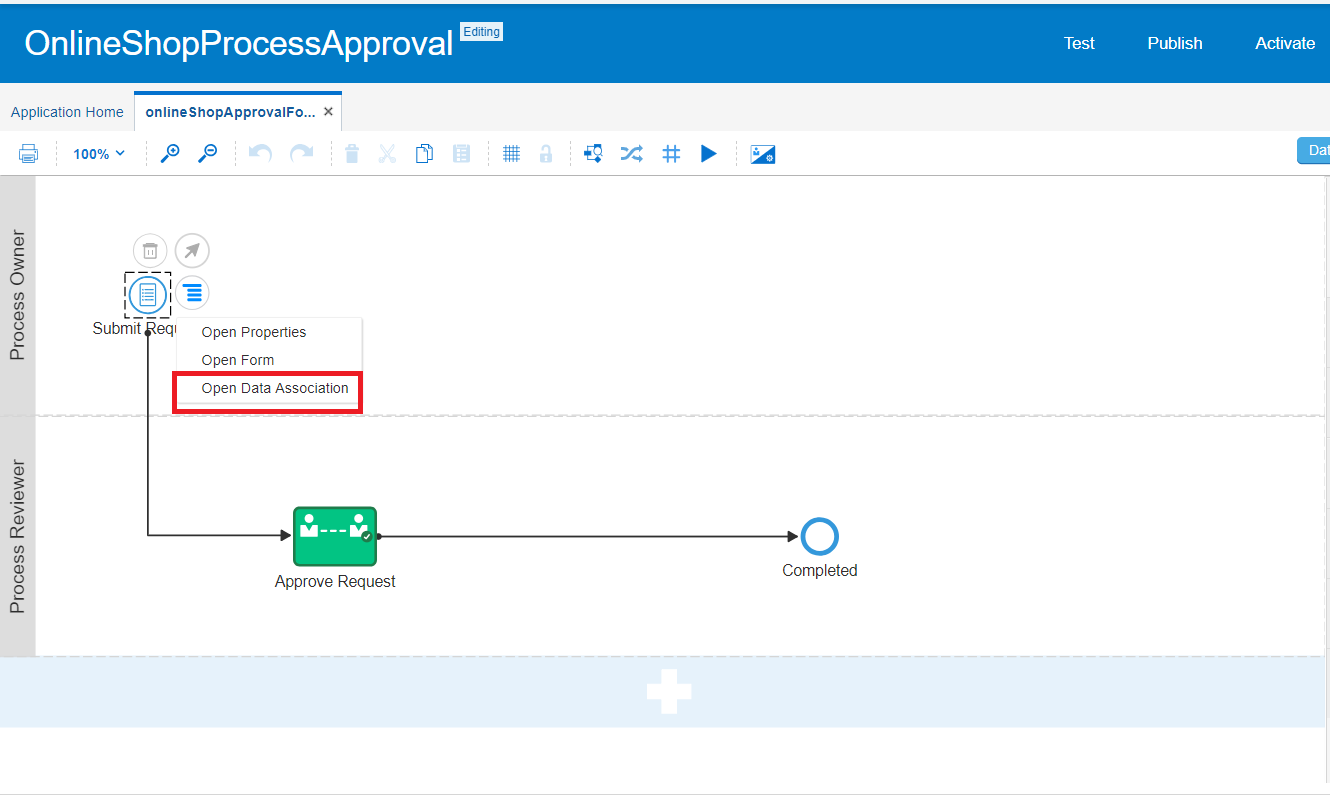 OnlineShopProcessApproval Editing
Test Publish Activate
Application Home onlineShopApprovalFo...
100%
Dat
Process Owner
Submit Requ
Open Properties
Open Form
Open Data Association
Process Reviewer
Approve Request
Completed